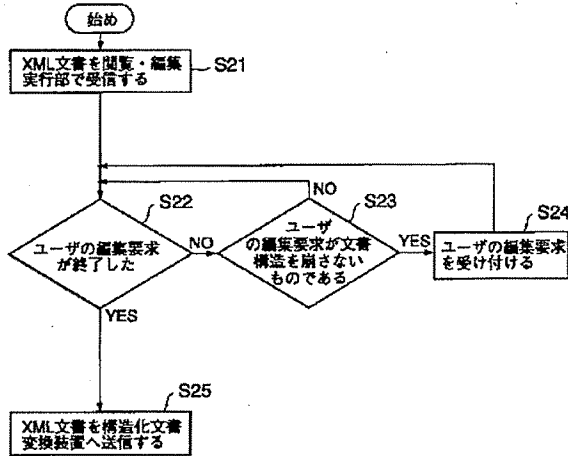 始め
XML文書を閲覧・編集
実行部で受信する
S21
S22
ユーザの編集要求
が終了した
NO
YES
NO
S23
ユーザ
の編集要求が文書
構造を崩さない
ものである
YES
S24
ユーザの編集要求
を受け付ける
S25
XML文書を構造化文書
変換装置へ送信する